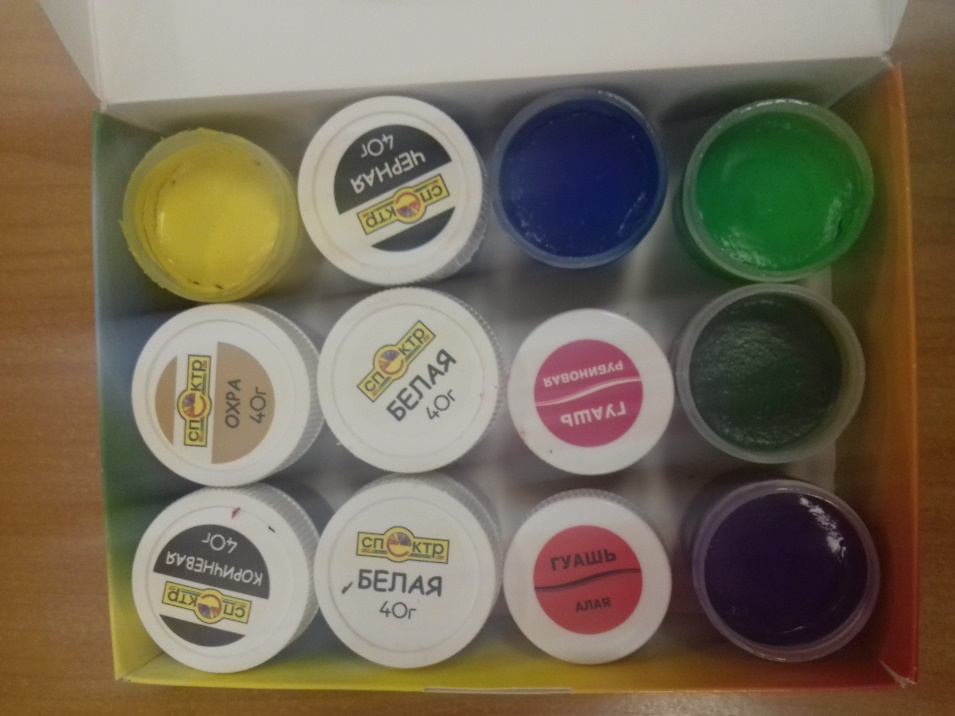 ЧЕРНАЯ
40г
СПЕКТР
СПЕКТР
ОХРА
40г
СПЕКТР
БЕЛАЯ
40г
ГУАШЬ
РУБИНОВАЯ
СПЕКТР
КОРИЧНЕВАЯ
40г
СПЕКТР
БЕЛАЯ
40г
ГУАШЬ
АЛАЯ